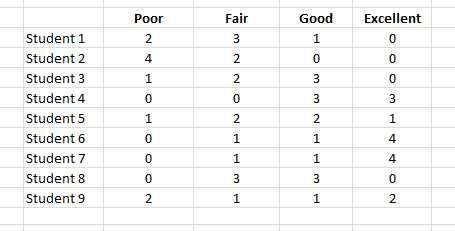 Poor Fair Good Excellent
Student 1 2 3 1 0
Student 2 4 2 0 0
Student 3 1 2 3 0
Student 4 0 0 3 3
Student 5 1 2 2 1
Student 6 0 1 1 4
Student 7 0 1 1 4
Student 8 0 3 3 0
Student 9 2 1 1 2